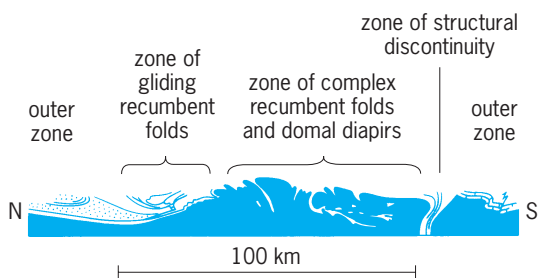 zone of structural
discontinuity
zone of
gliding
recumbent
folds
zone of complex
recumbent folds
and domal diapirs
outer
zone
outer
zone
N
S
100 km